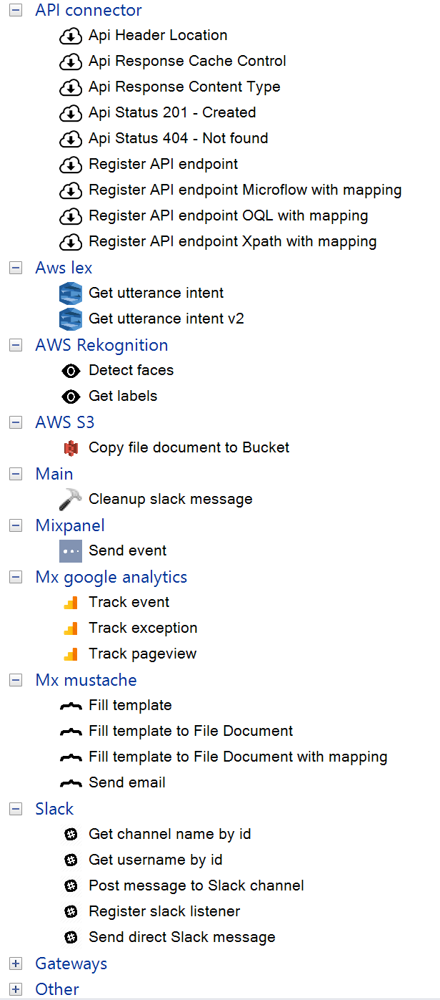 API connector
Api Header Location
Api Response Cache Control
Api Response Content Type
Api Status 201 - Created
Api Status 404 - Not found
Register API endpoint
Register API endpoint Microflow with mapping
Register API endpoint OQL with mapping
Register API endpoint Xpath with mapping
Aws lex
Get utterance intent
Get utterance intent v2
AWS Rekognition
Detect faces
Get labels
AWS S3
Copy file document to Bucket
Main
Cleanup slack message
Mixpanel
Send event
Mx google analytics
Track event
Track exception
Track pageview
Mx mustache
Fill template
Fill template to File Document
Fill template to File Document with mapping
Send email
Slack
Get channel name by id
Get username by id
Post message to Slack channel
Register slack listener
Send direct Slack message
Gateways
Other